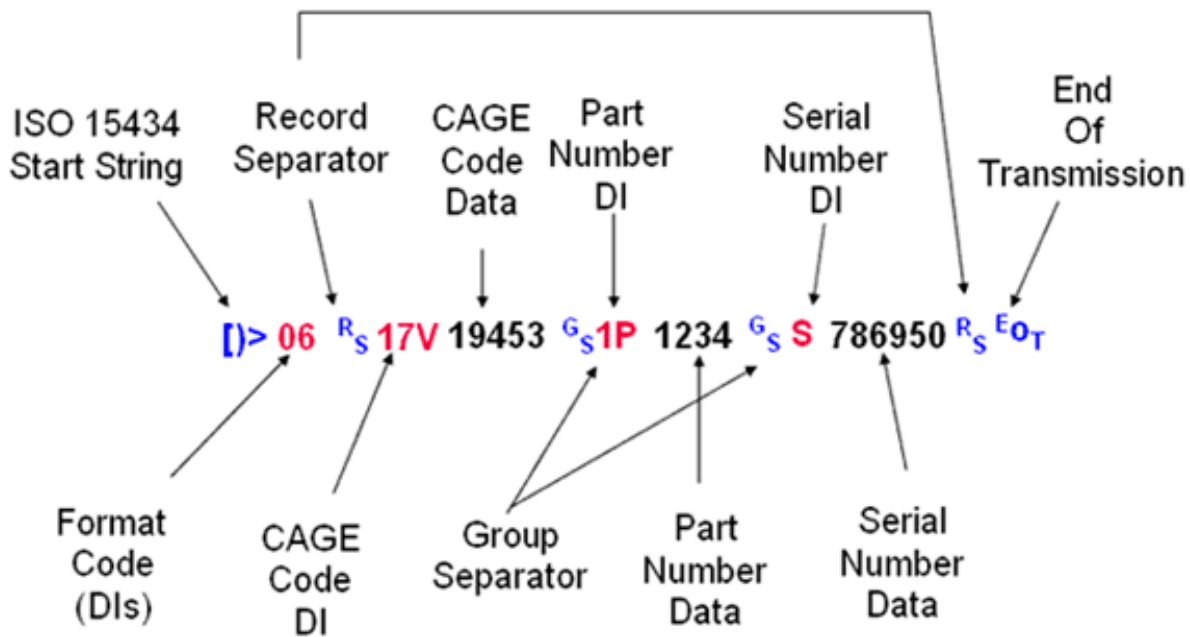 ISO 15434
Start String
Record
Separator
CAGE
Code
Data
Part
Number
DI
Serial
Number
DI
End
Of
Transmission
[)> 06 RS 17V 19453 GS 1P 1234 GS S 786950 RS EOT
Format
Code
(DIs)
CAGE
Code
DI
Group
Separator
Part
Number
Data
Serial
Number
Data